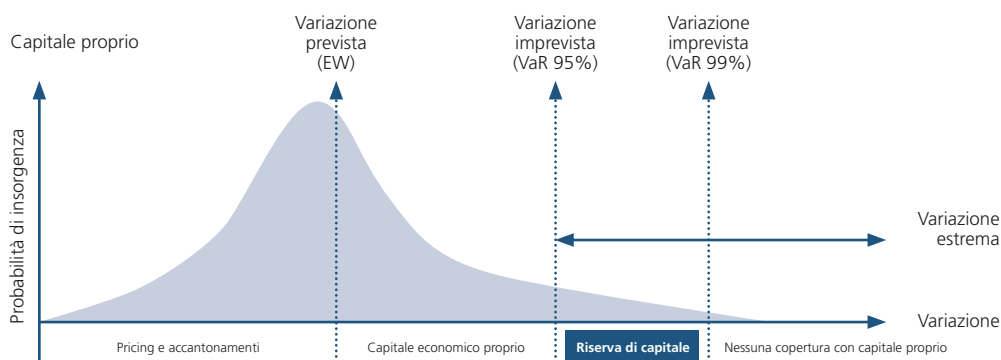 Capitale proprio
Variazione
prevista
(EW)
Variazione
imprevista
(VaR 95%)
Variazione
imprevista
(VaR 99%)
Probabilità di insorgenza
Variazione
estrema
Variazione
Pricing e accantonamenti
Capitale economico proprio
Riserva di capitale
Nessuna copertura con capitale proprio